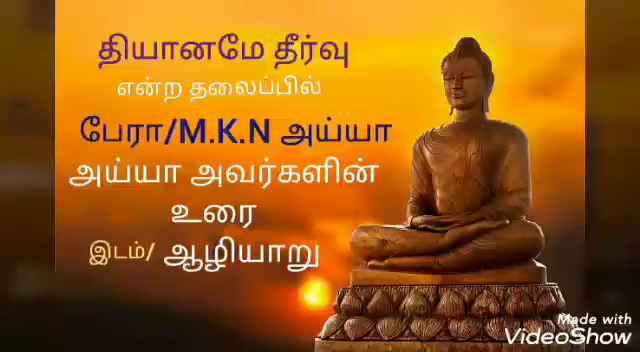 தியானமே தீர்வு
என்ற தலைப்பில்
பேரா/M.K.N அய்யா
அய்யா அவர்களின்
உரை
இடம்/ ஆழியாறு
Made with
VideoShow